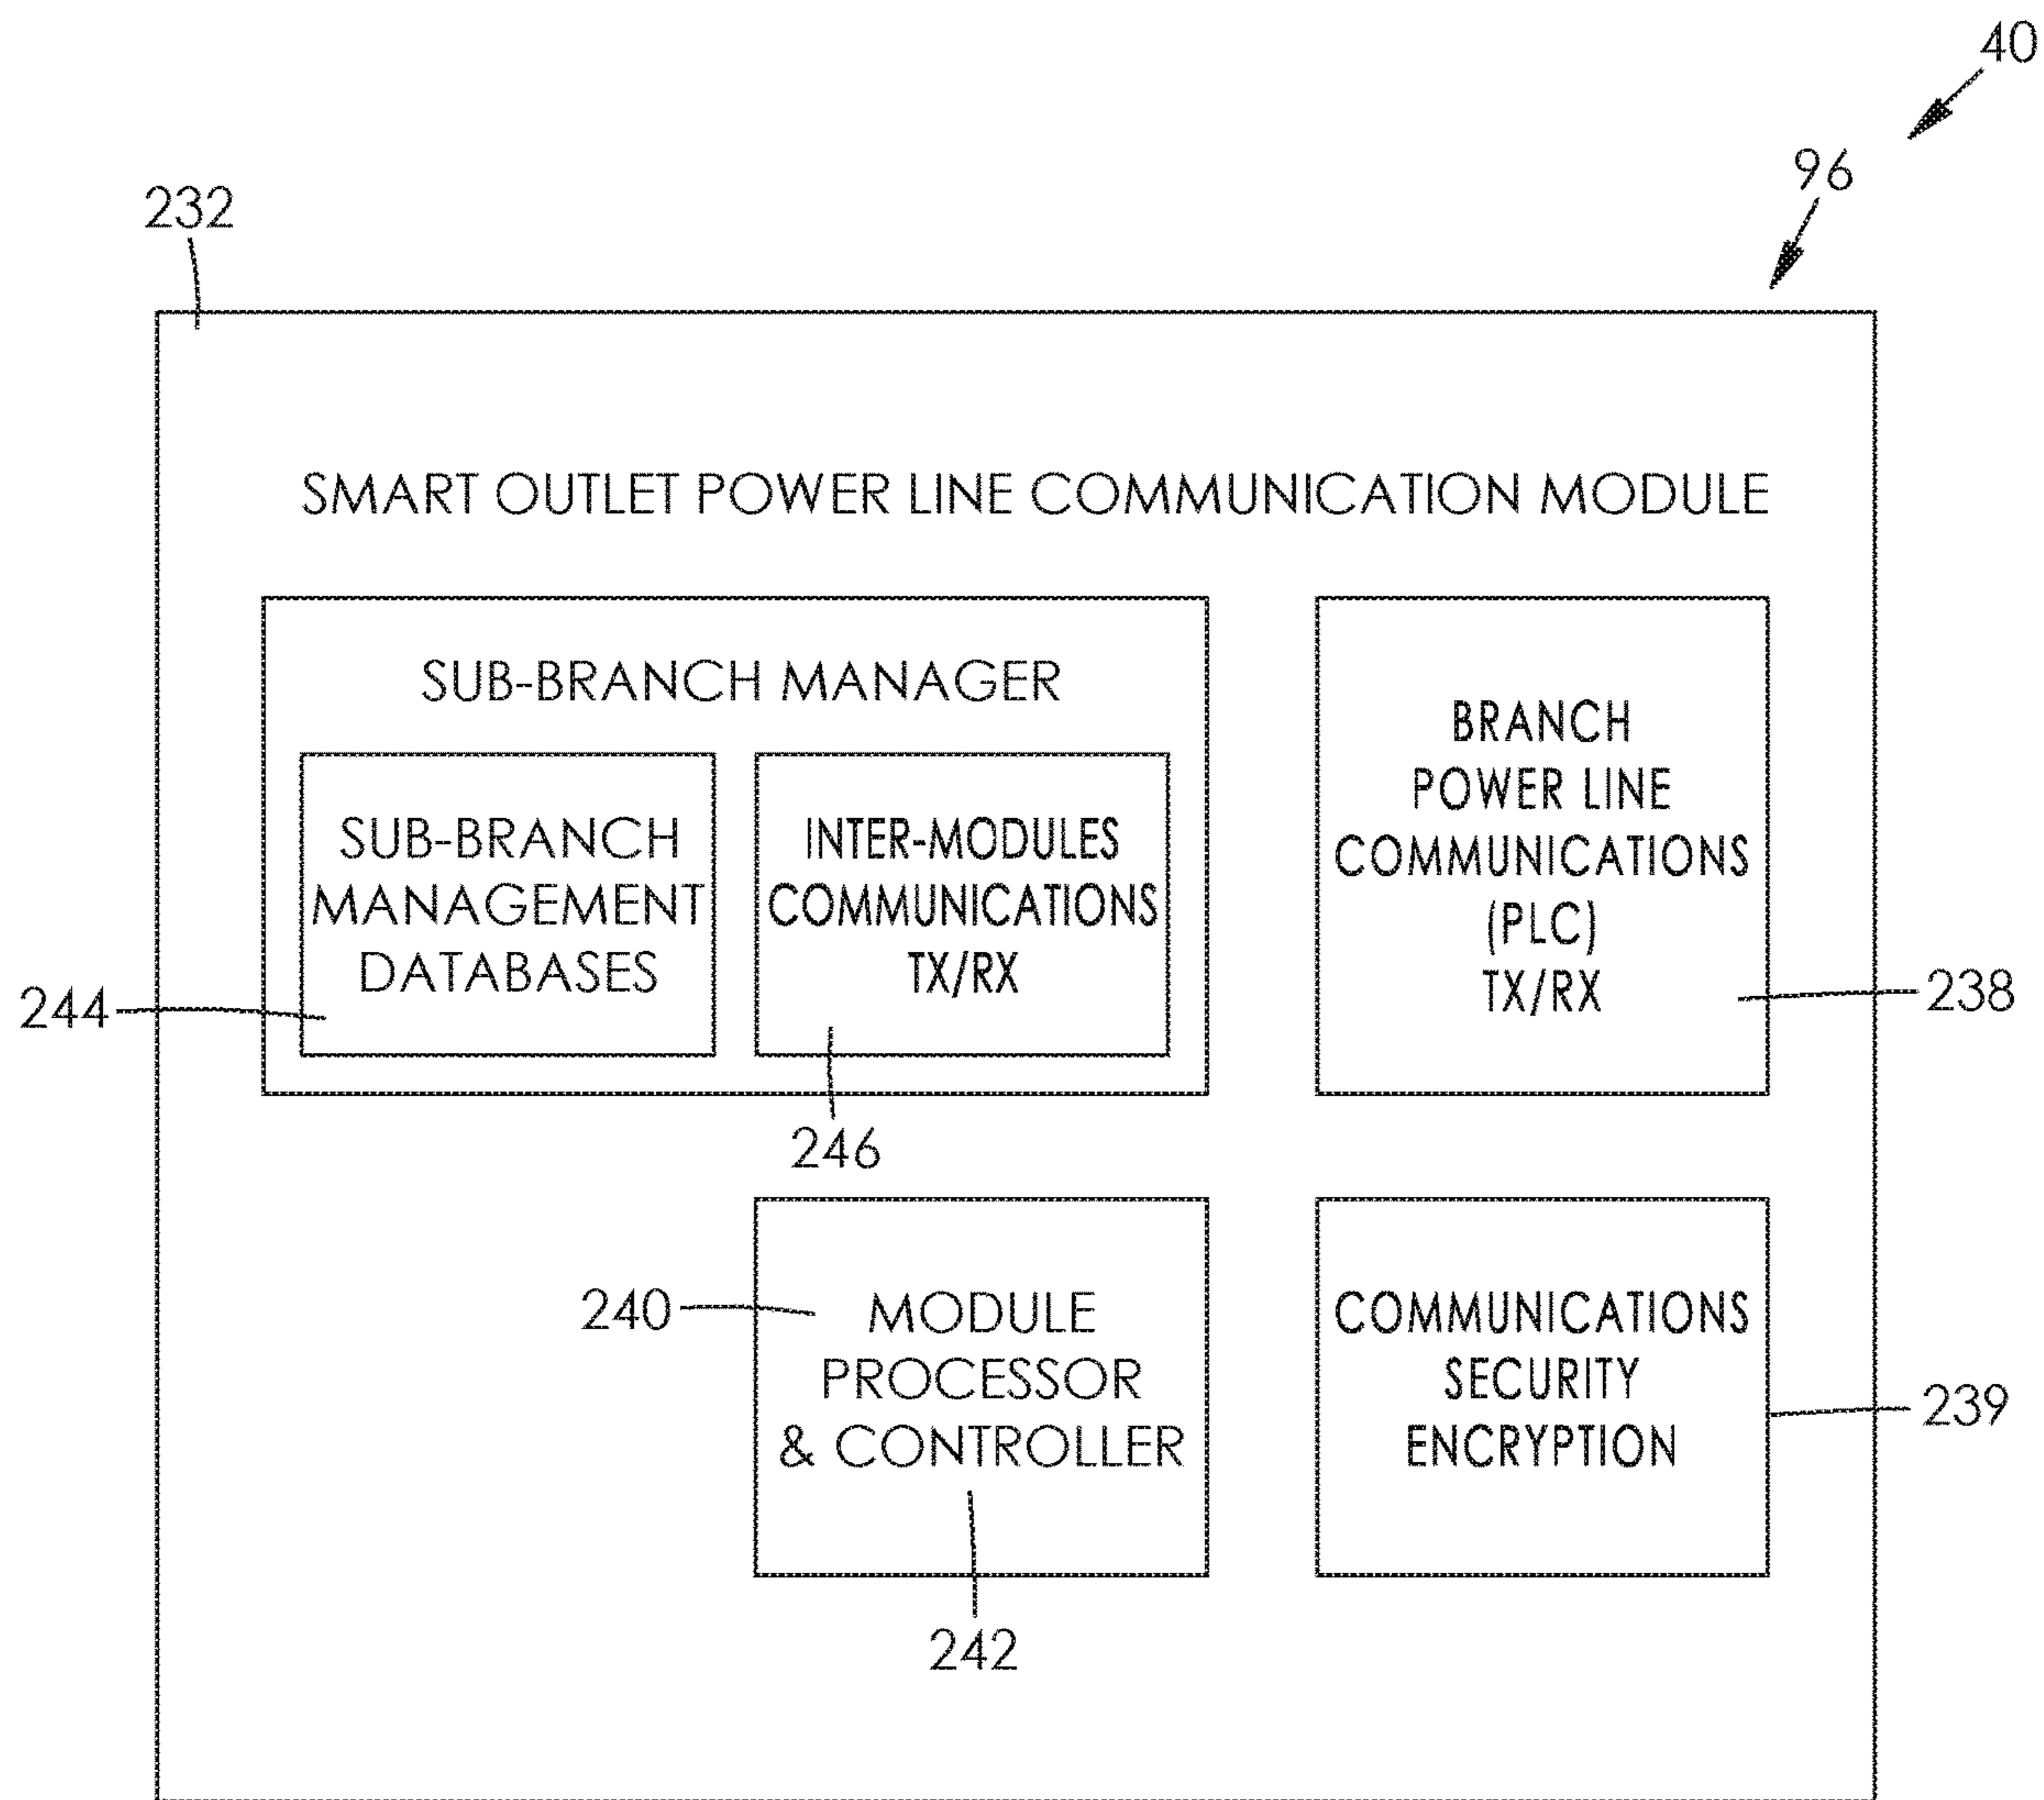 40
96
232
SMART OUTLET POWER LINE COMMUNICATION MODULE
SUB-BRANCH MANAGER
SUB-BRANCH
MANAGEMENT
DATABASES
244
INTER-MODULES
COMMUNICATIONS
TX/RX
246
BRANCH
POWER LINE
COMMUNICATIONS
(PLC)
TX/RX
238
240
MODULE
PROCESSOR
& CONTROLLER
242
COMMUNICATIONS
SECURITY
ENCRYPTION
239